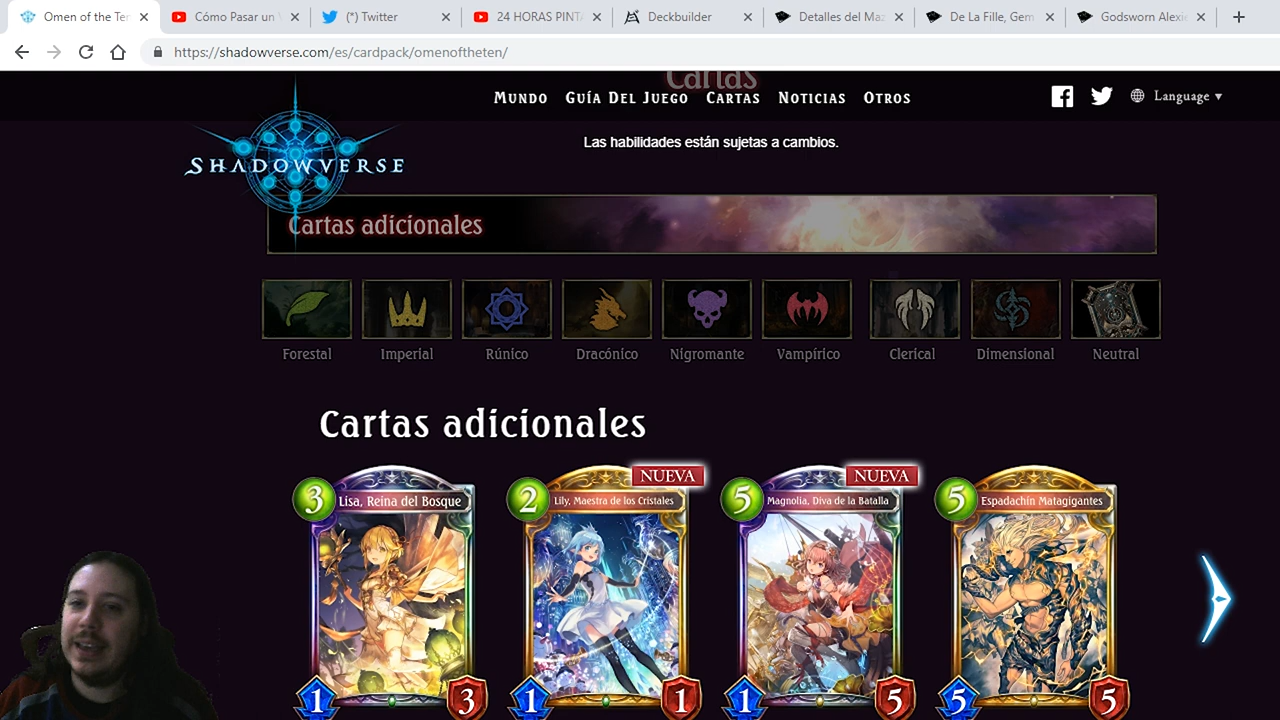 Omen of the Ten
Cómo Pasar un
(*) Twitter
24 HORAS PINT
Deckbuilder
Detalles del Maz
De La Fille, Gem
Godsworn Alexie
https://shadowverse.com/es/cardpack/omenoftheten/
Cartas
Mundo Guía Del Juego Cartas Noticias Otros
Language
Shadowverse
Las habilidades están sujetas a cambios.
Cartas adicionales
Forestal Imperial Rúnico Dracónico Nigromante Vampírico Clerical Dimensional Neutral
Cartas adicionales
NUEVA NUEVA
3 Lisa, Reina del Bosque
2 Lily, Maestra de los Cristales
5 Magnolia, Diva de la Batalla
5 Espadachín Matagigantes
1 3 1 1 1 5 5 5